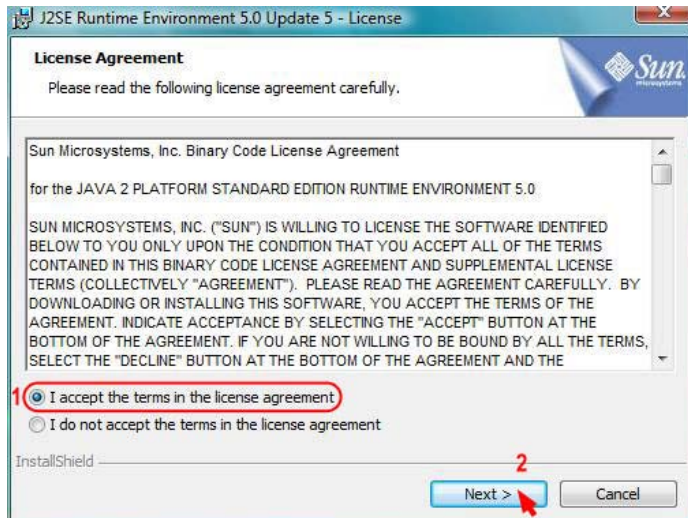 J2SE Runtime Environment 5.0 Update 5 - License
License Agreement
Please read the following license agreement carefully.
Sun
microsystems
Sun Microsystems, Inc. Binary Code License Agreement
for the JAVA 2 PLATFORM STANDARD EDITION RUNTIME ENVIRONMENT 5.0
SUN MICROSYSTEMS, INC. ("SUN") IS WILLING TO LICENSE THE SOFTWARE IDENTIFIED
BELOW TO YOU ONLY UPON THE CONDITION THAT YOU ACCEPT ALL OF THE TERMS
CONTAINED IN THIS BINARY CODE LICENSE AGREEMENT AND SUPPLEMENTAL LICENSE
TERMS (COLLECTIVELY "AGREEMENT"). PLEASE READ THE AGREEMENT CAREFULLY. BY
DOWNLOADING OR INSTALLING THIS SOFTWARE, YOU ACCEPT THE TERMS OF THE
AGREEMENT. INDICATE ACCEPTANCE BY SELECTING THE "ACCEPT" BUTTON AT THE
BOTTOM OF THE AGREEMENT. IF YOU ARE NOT WILLING TO BE BOUND BY ALL THE TERMS,
SELECT THE "DECLINE" BUTTON AT THE BOTTOM OF THE AGREEMENT AND THE
1 I accept the terms in the license agreement
I do not accept the terms in the license agreement
InstallShield
2
Next > Cancel